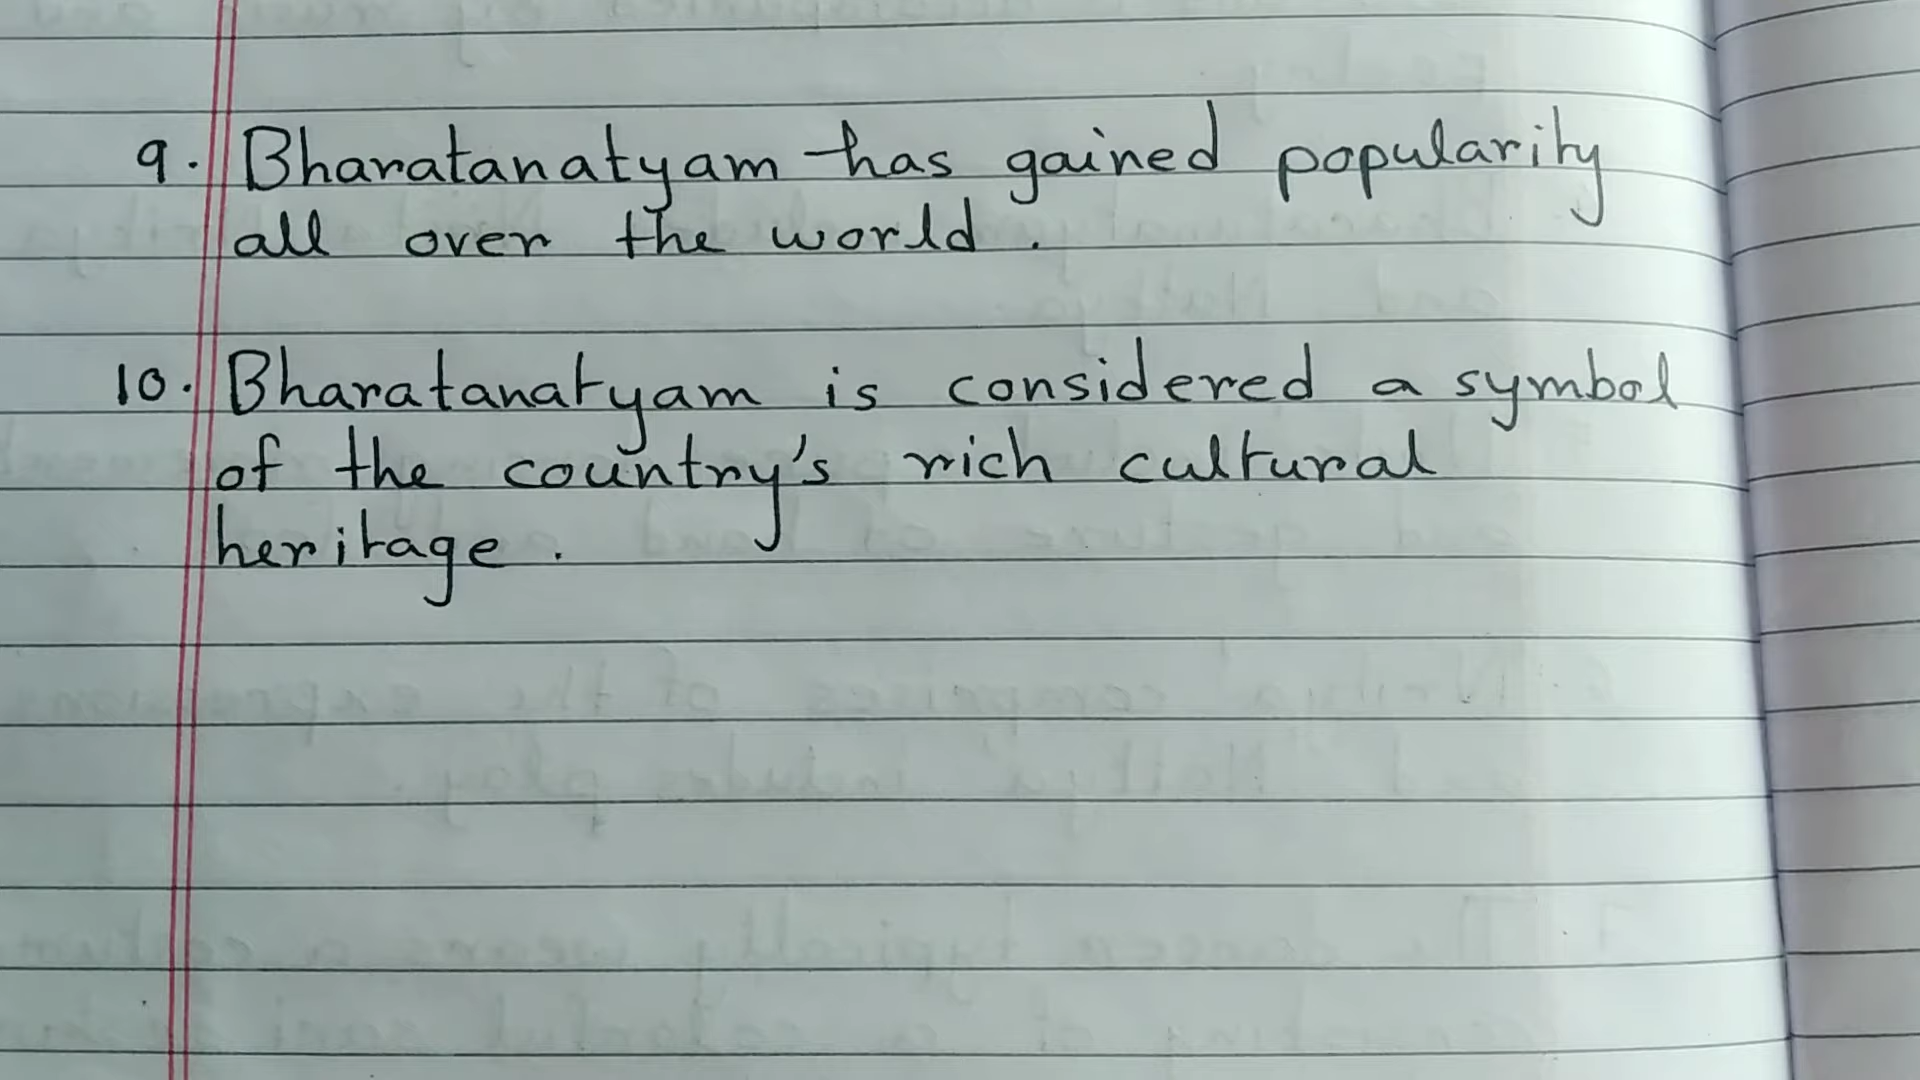 9. Bharatanatyam has gained popularity
all over the world.
10. Bharatanatyam is considered a symbol
of the country's rich cultural
heritage.